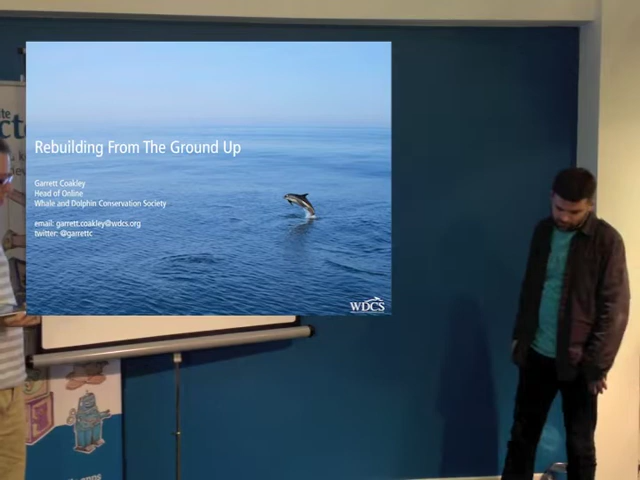 Rebuilding From The Ground Up
Garrett Coakley
Head of Online
Whale and Dolphin Conservation Society
email: garrett.coakley@wdcs.org
twitter: @garrettc
WDCS